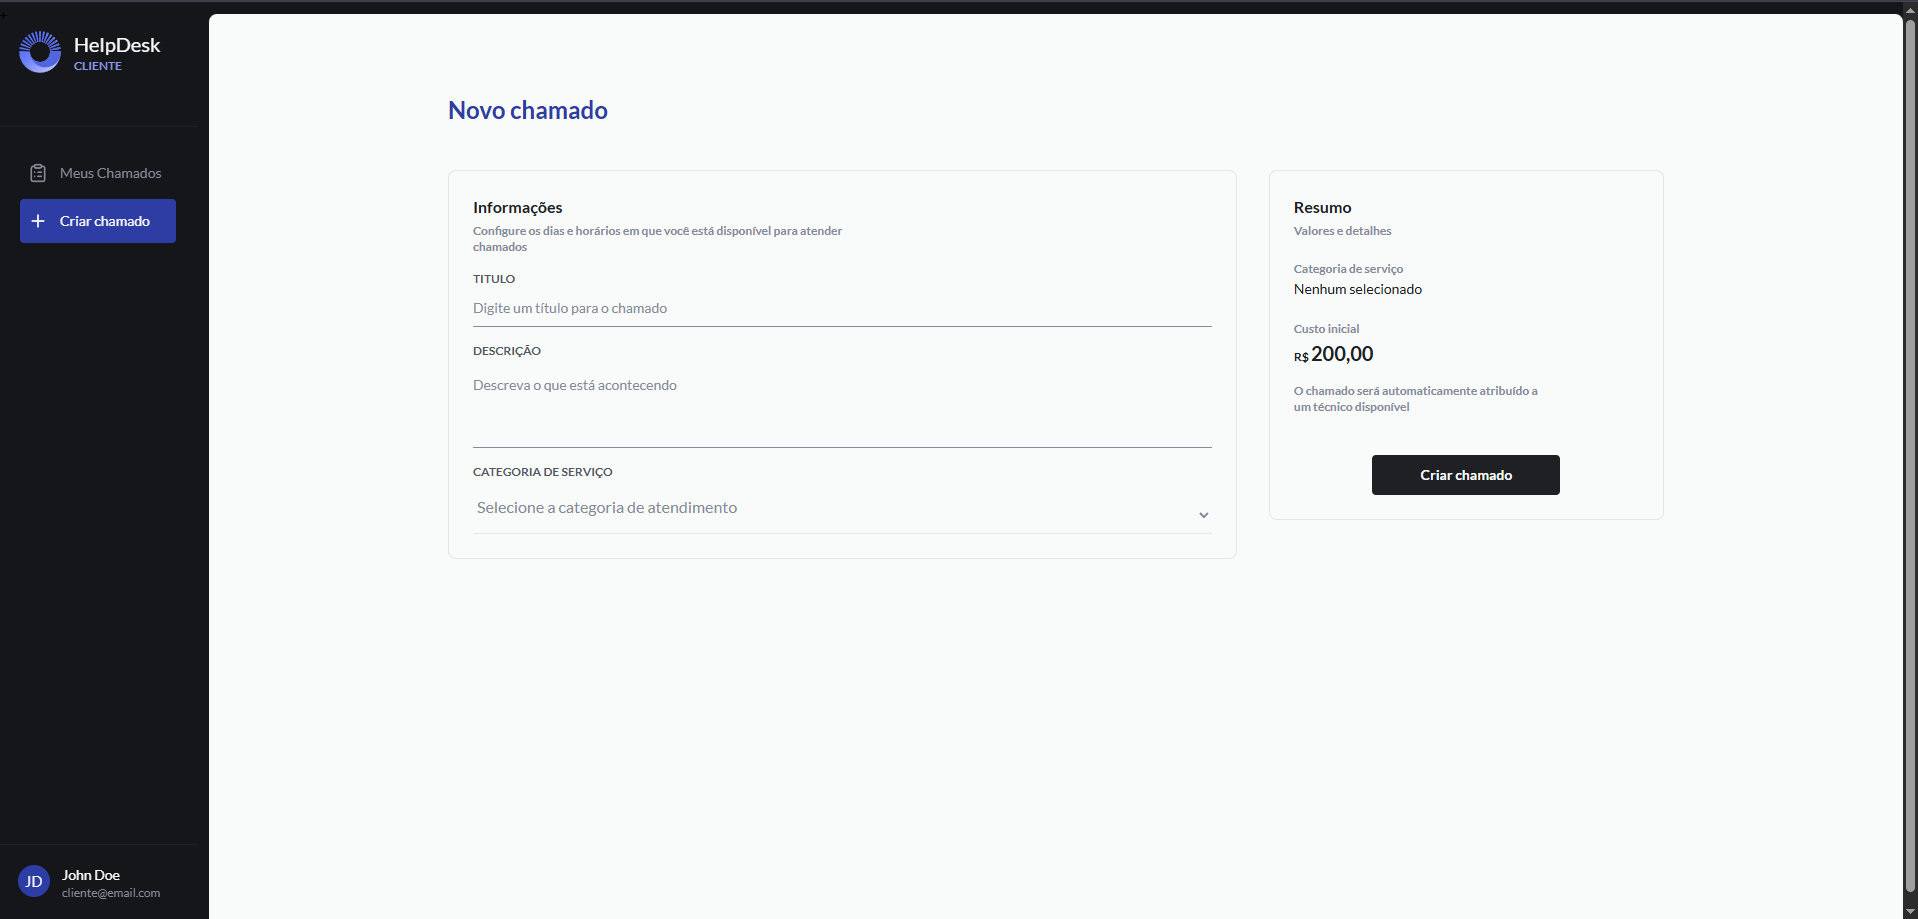 HelpDesk
CLIENTE
Meus Chamados
Criar chamado
JD
John Doe
cliente@email.com
Novo chamado
Informações
Configure os dias e horários em que você está disponível para atender
chamados
TITULO
Digite um título para o chamado
DESCRIÇÃO
Descreva o que está acontecendo
CATEGORIA DE SERVIÇO
Selecione a categoria de atendimento
Resumo
Valores e detalhes
Categoria de serviço
Nenhum selecionado
Custo inicial
R$ 200,00
O chamado será automaticamente atribuído a
um técnico disponível
Criar chamado